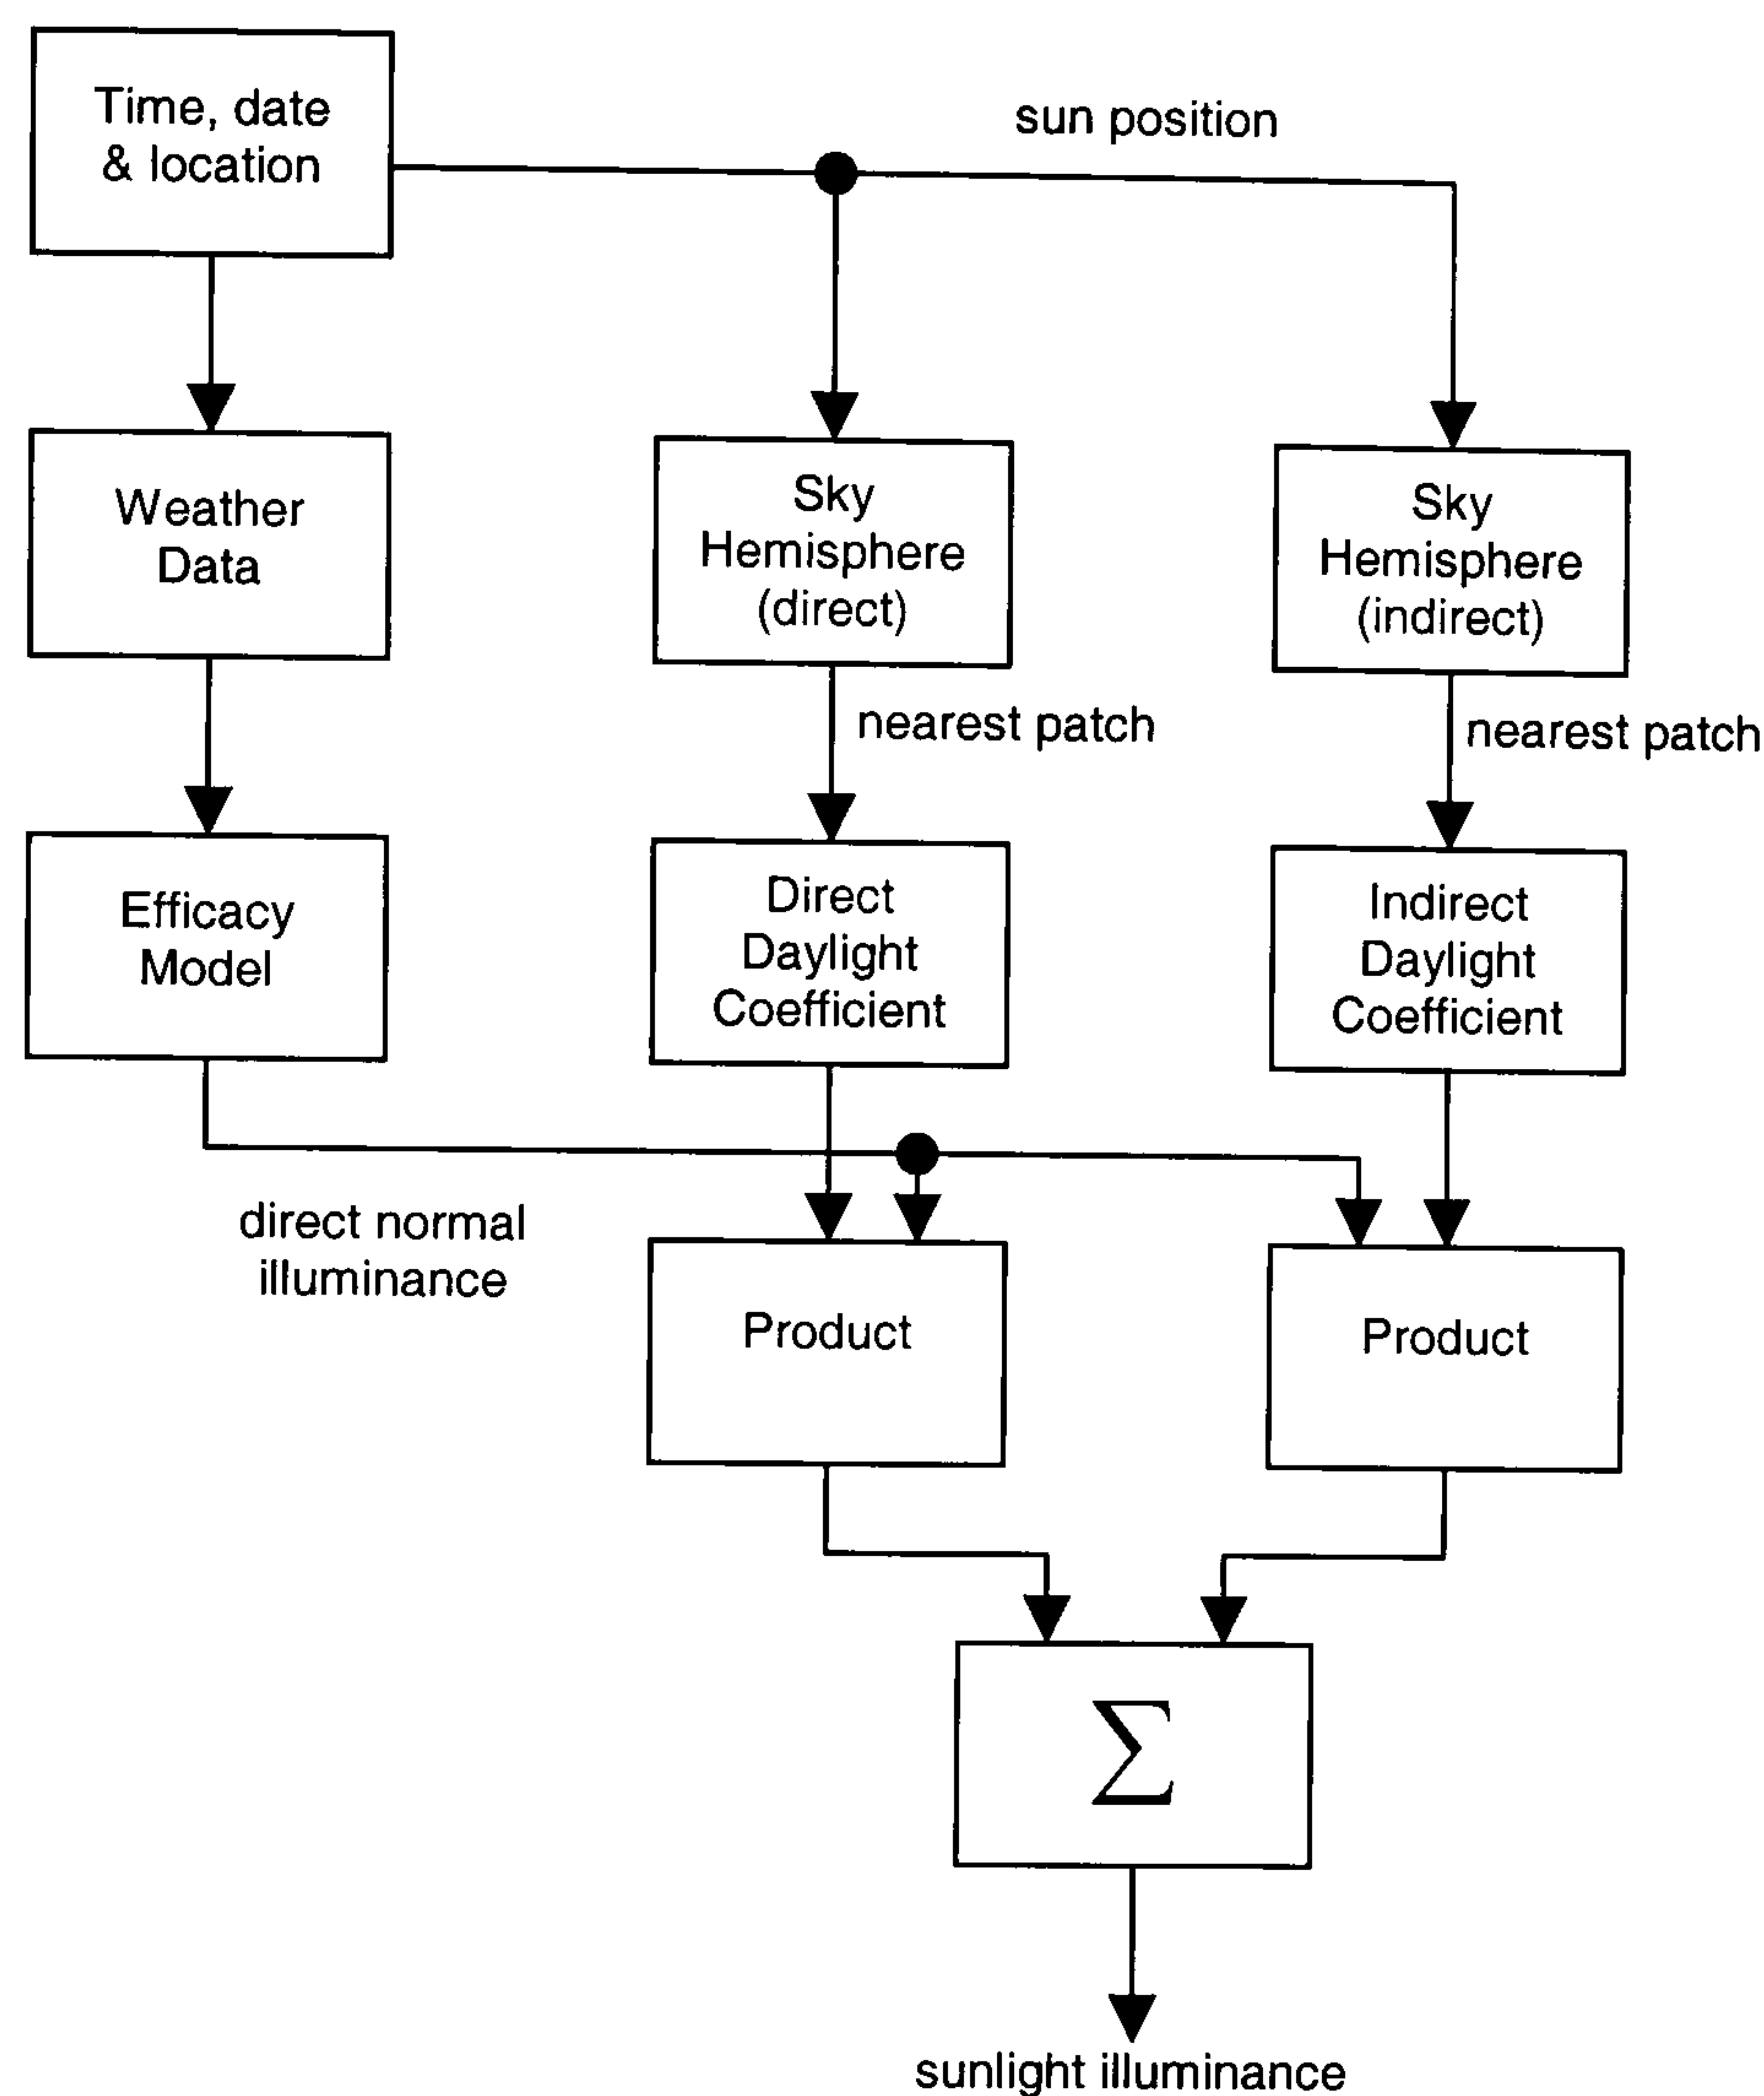 Time, date
& location
sun position
Weather
Data
Sky
Hemisphere
(direct)
Sky
Hemisphere
(indirect)
nearest patch
nearest patch
Efficacy
Model
Direct
Daylight
Coefficient
Indirect
Daylight
Coefficient
direct normal
illuminance
Product
Product
Σ
sunlight illuminance